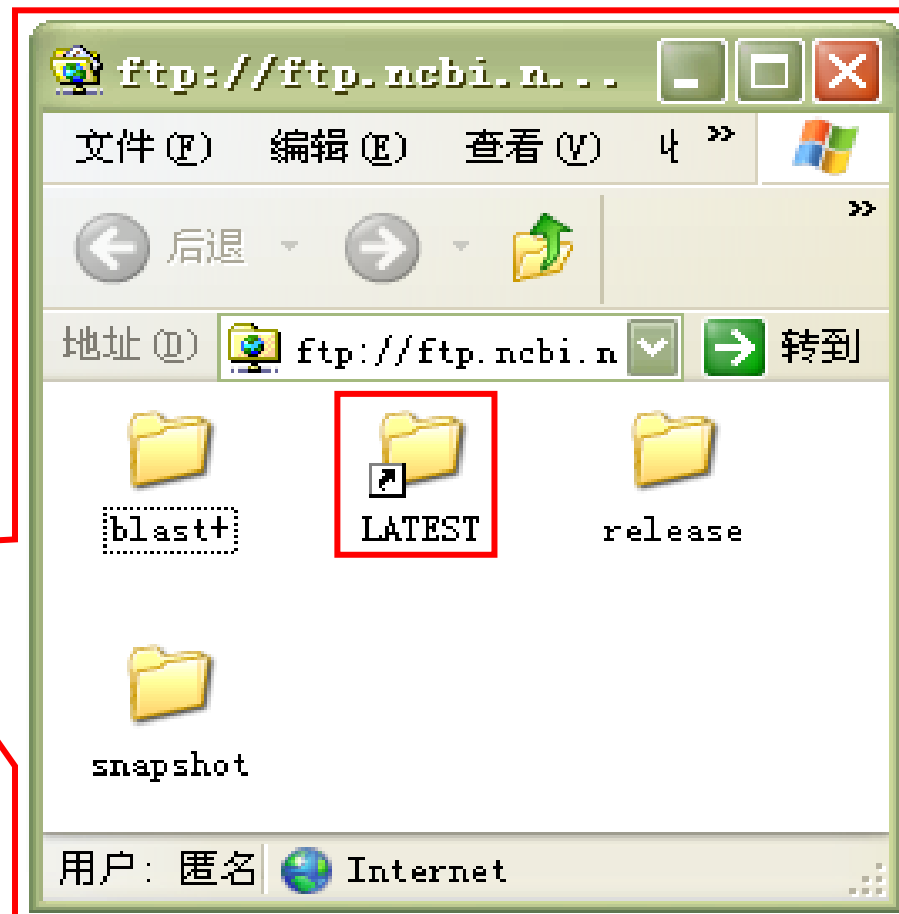 ftp://ftp.ncbi.n...
文件(F) 编辑(E) 查看(V) »
后退 »
地址(D) ftp://ftp.ncbi.n 转到
blast+ LATEST release
snapshot
用户: 匿名 Internet